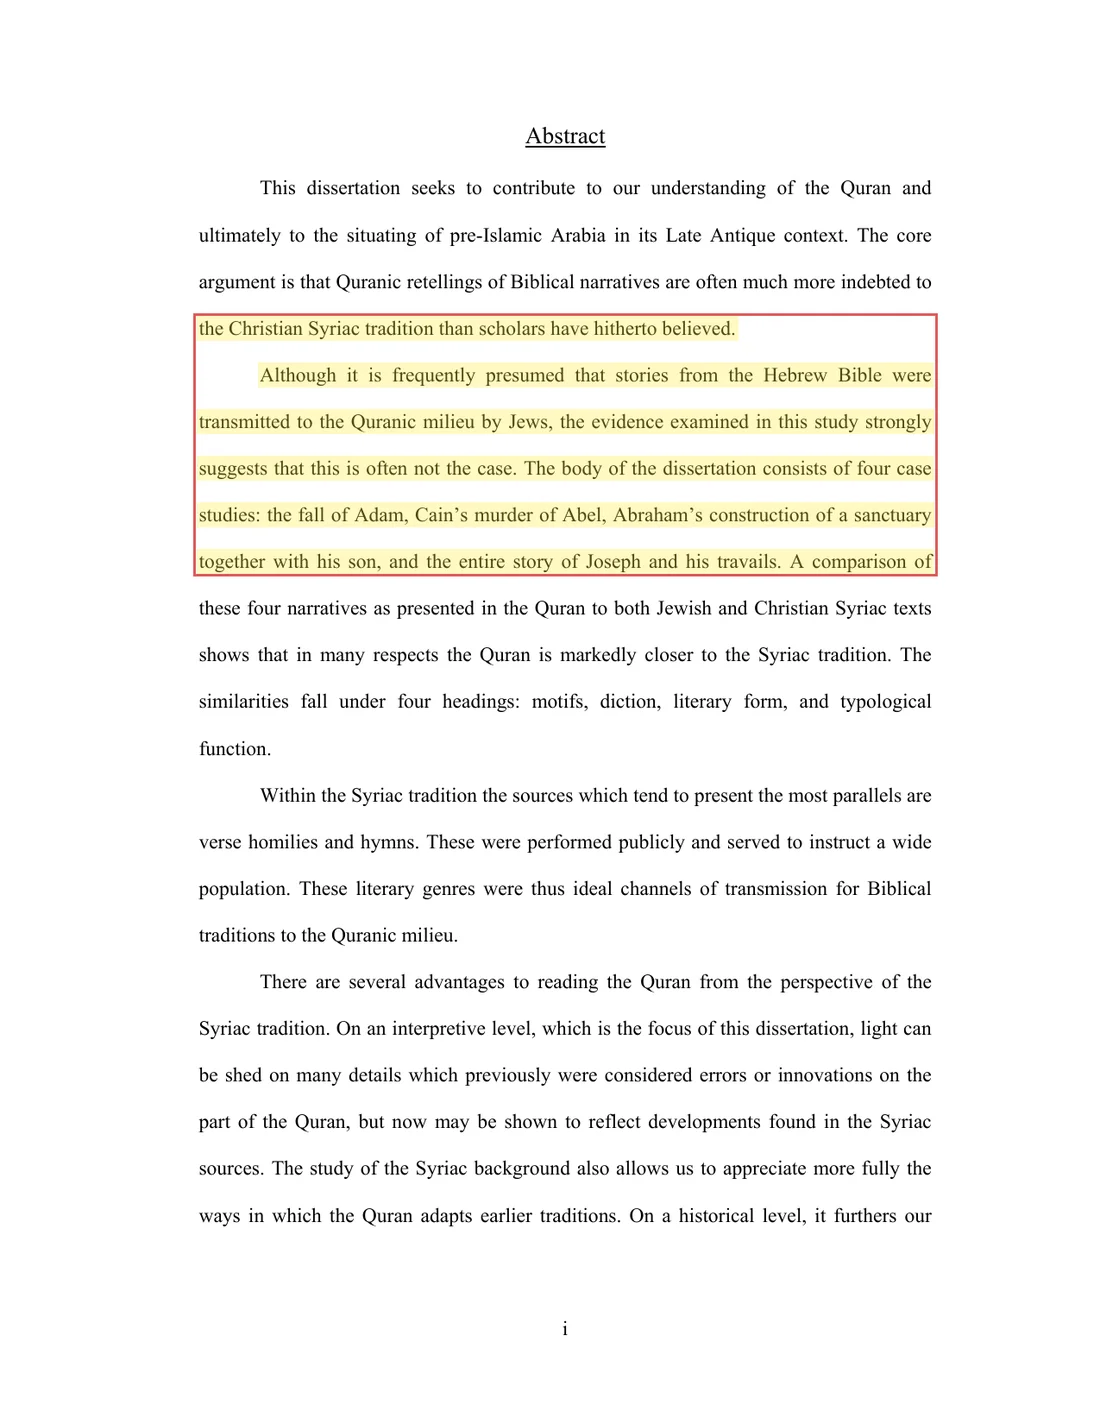 Abstract
This dissertation seeks to contribute to our understanding of the Quran and
ultimately to the situating of pre-Islamic Arabia in its Late Antique context. The core
argument is that Quranic retellings of Biblical narratives are often much more indebted to
the Christian Syriac tradition than scholars have hitherto believed.
Although it is frequently presumed that stories from the Hebrew Bible were
transmitted to the Quranic milieu by Jews, the evidence examined in this study strongly
suggests that this is often not the case. The body of the dissertation consists of four case
studies: the fall of Adam, Cain's murder of Abel, Abraham's construction of a sanctuary
together with his son, and the entire story of Joseph and his travails. A comparison of
these four narratives as presented in the Quran to both Jewish and Christian Syriac texts
shows that in many respects the Quran is markedly closer to the Syriac tradition. The
similarities fall under four headings: motifs, diction, literary form, and typological
function.
Within the Syriac tradition the sources which tend to present the most parallels are
verse homilies and hymns. These were performed publicly and served to instruct a wide
population. These literary genres were thus ideal channels of transmission for Biblical
traditions to the Quranic milieu.
There are several advantages to reading the Quran from the perspective of the
Syriac tradition. On an interpretive level, which is the focus of this dissertation, light can
be shed on many details which previously were considered errors or innovations on the
part of the Quran, but now may be shown to reflect developments found in the Syriac
sources. The study of the Syriac background also allows us to appreciate more fully the
ways in which the Quran adapts earlier traditions. On a historical level, it furthers our
i